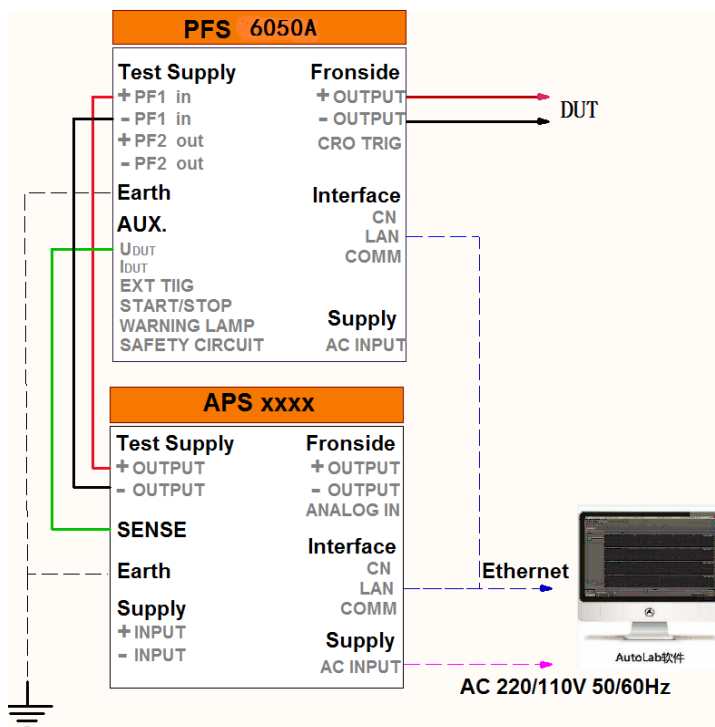 PFS 6050A
Test Supply
+ PF1 in
- PF1 in
+ PF2 out
- PF2 out
Earth
AUX.
UDUT
IDUT
EXT TIIG
START/STOP
WARNING LAMP
SAFETY CIRCUIT
Fronside
+ OUTPUT
- OUTPUT
CRO TRIG
Interface
CN
LAN
COMM
Supply
AC INPUT
DUT
APS xxxx
Test Supply
+ OUTPUT
- OUTPUT
SENSE
Earth
Supply
+ INPUT
- INPUT
Fronside
+ OUTPUT
- OUTPUT
ANALOG IN
Interface
CN
LAN
COMM
Supply
AC INPUT
Ethernet
AutoLab软件
AC 220/110V 50/60Hz